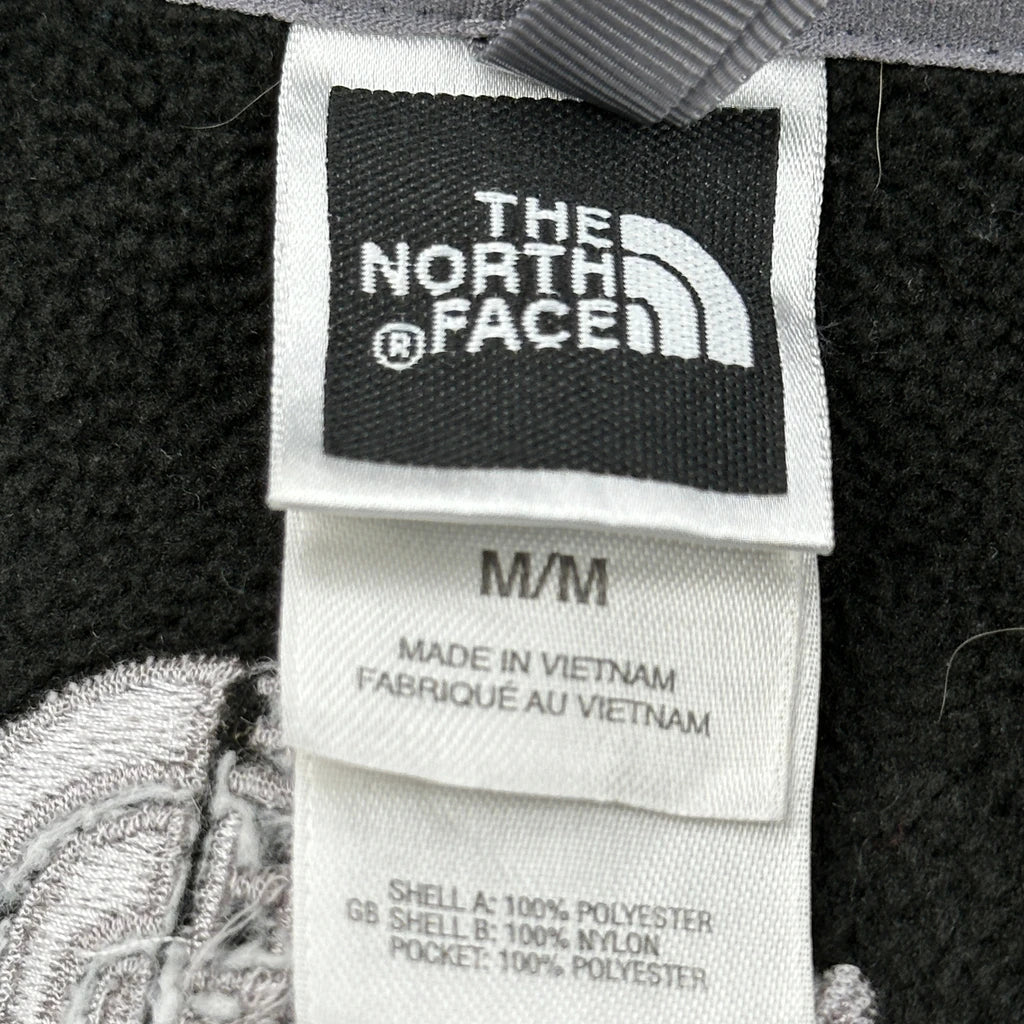 THE
NORTH
® FACE
M/M
MADE IN VIETNAM
FABRIQUÉ AU VIETNAM
SHELL A: 100% POLYESTER
GB SHELL B: 100% NYLON
POCKET: 100% POLYESTER